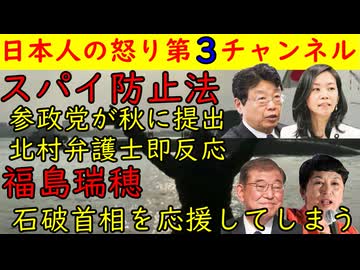 日本人の怒り第3チャンネル
スパイ防止法
参政党が秋に提出
北村弁護士即反応
福島瑞穂
石破首相を応援してしまう